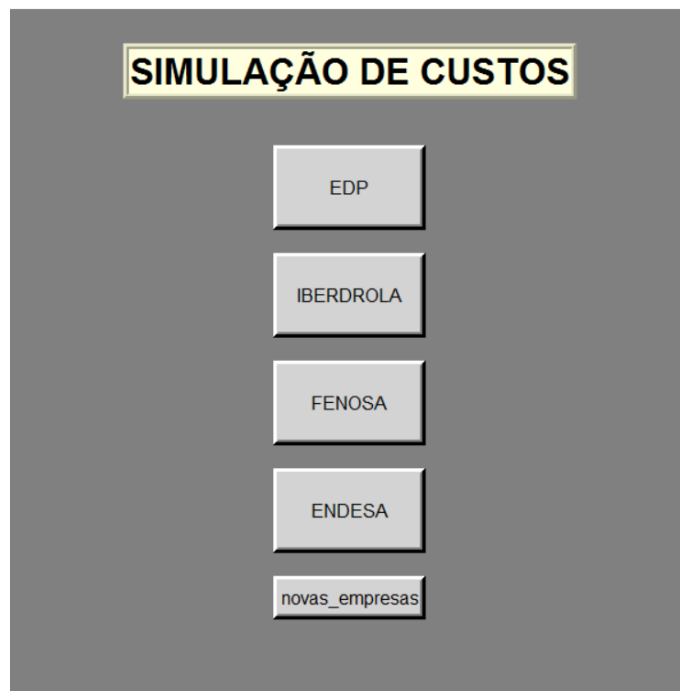 SIMULAÇÃO DE CUSTOS
EDP
IBERDROLA
FENOSA
ENDESA
novas_empresas